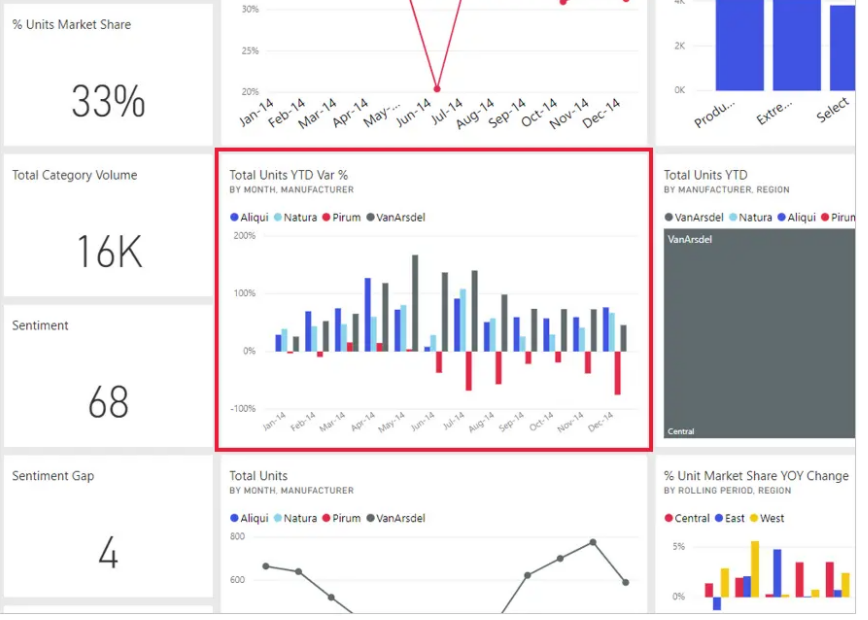 % Units Market Share
33%
30%
25%
20%
Jan-14 Feb-14 Mar-14 Apr-14 May-... Jun-14 Jul-14 Aug-14 Sep-14 Oct-14 Nov-14 Dec-14
4K
2K
0K
Produ... Extre... Select
Total Category Volume
16K
Total Units YTD Var %
BY MONTH, MANUFACTURER
Aliqui Natura Pirum VanArsdel
200%
100%
0%
-100%
Jan-14 Feb-14 Mar-14 Apr-14 May-14 Jun-14 Jul-14 Aug-14 Sep-14 Oct-14 Nov-14 Dec-14
Total Units YTD
BY MANUFACTURER, REGION
VanArsdel Natura Aliqui Pirum
VanArsdel
Central
Sentiment
68
Sentiment Gap
4
Total Units
BY MONTH, MANUFACTURER
Aliqui Natura Pirum VanArsdel
800
600
% Unit Market Share YOY Change
BY ROLLING PERIOD, REGION
Central East West
5%
0%